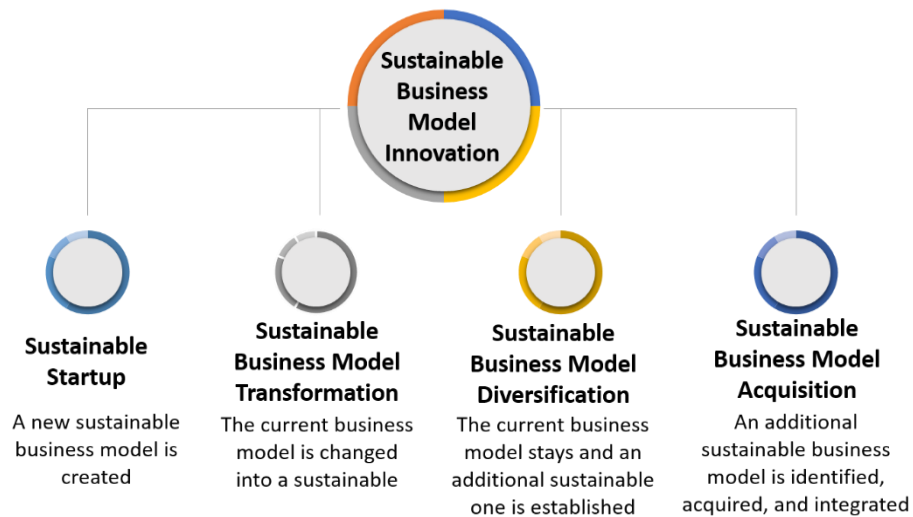 Sustainable
Business
Model
Innovation
Sustainable
Startup
A new sustainable
business model is
created
Sustainable
Business Model
Transformation
The current business
model is changed
into a sustainable
Sustainable
Business Model
Diversification
The current business
model stays and an
additional sustainable
one is established
Sustainable
Business Model
Acquisition
An additional
sustainable business
model is identified,
acquired, and integrated